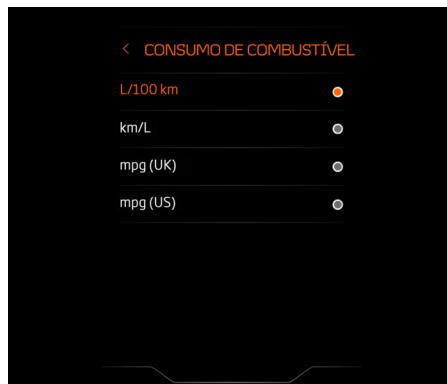 CONSUMO DE COMBUSTÍVEL
L/100 km
km/L
mpg (UK)
mpg (US)